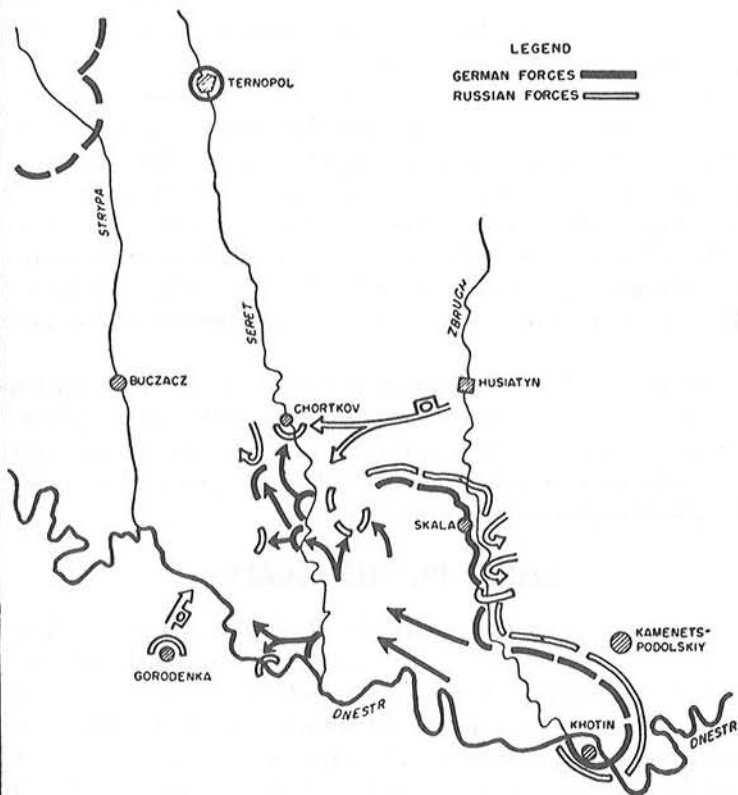 LEGEND
GERMAN FORCES
RUSSIAN FORCES
TERNOPOL
STRYPA
SERET
ZBRUCH
BUCZACZ
HUSIATYN
CHORTKOV
SKALA
KAMENETS-
PODOLSKIY
GORODENKA
DNESTR
KHOTIN
DNESTR